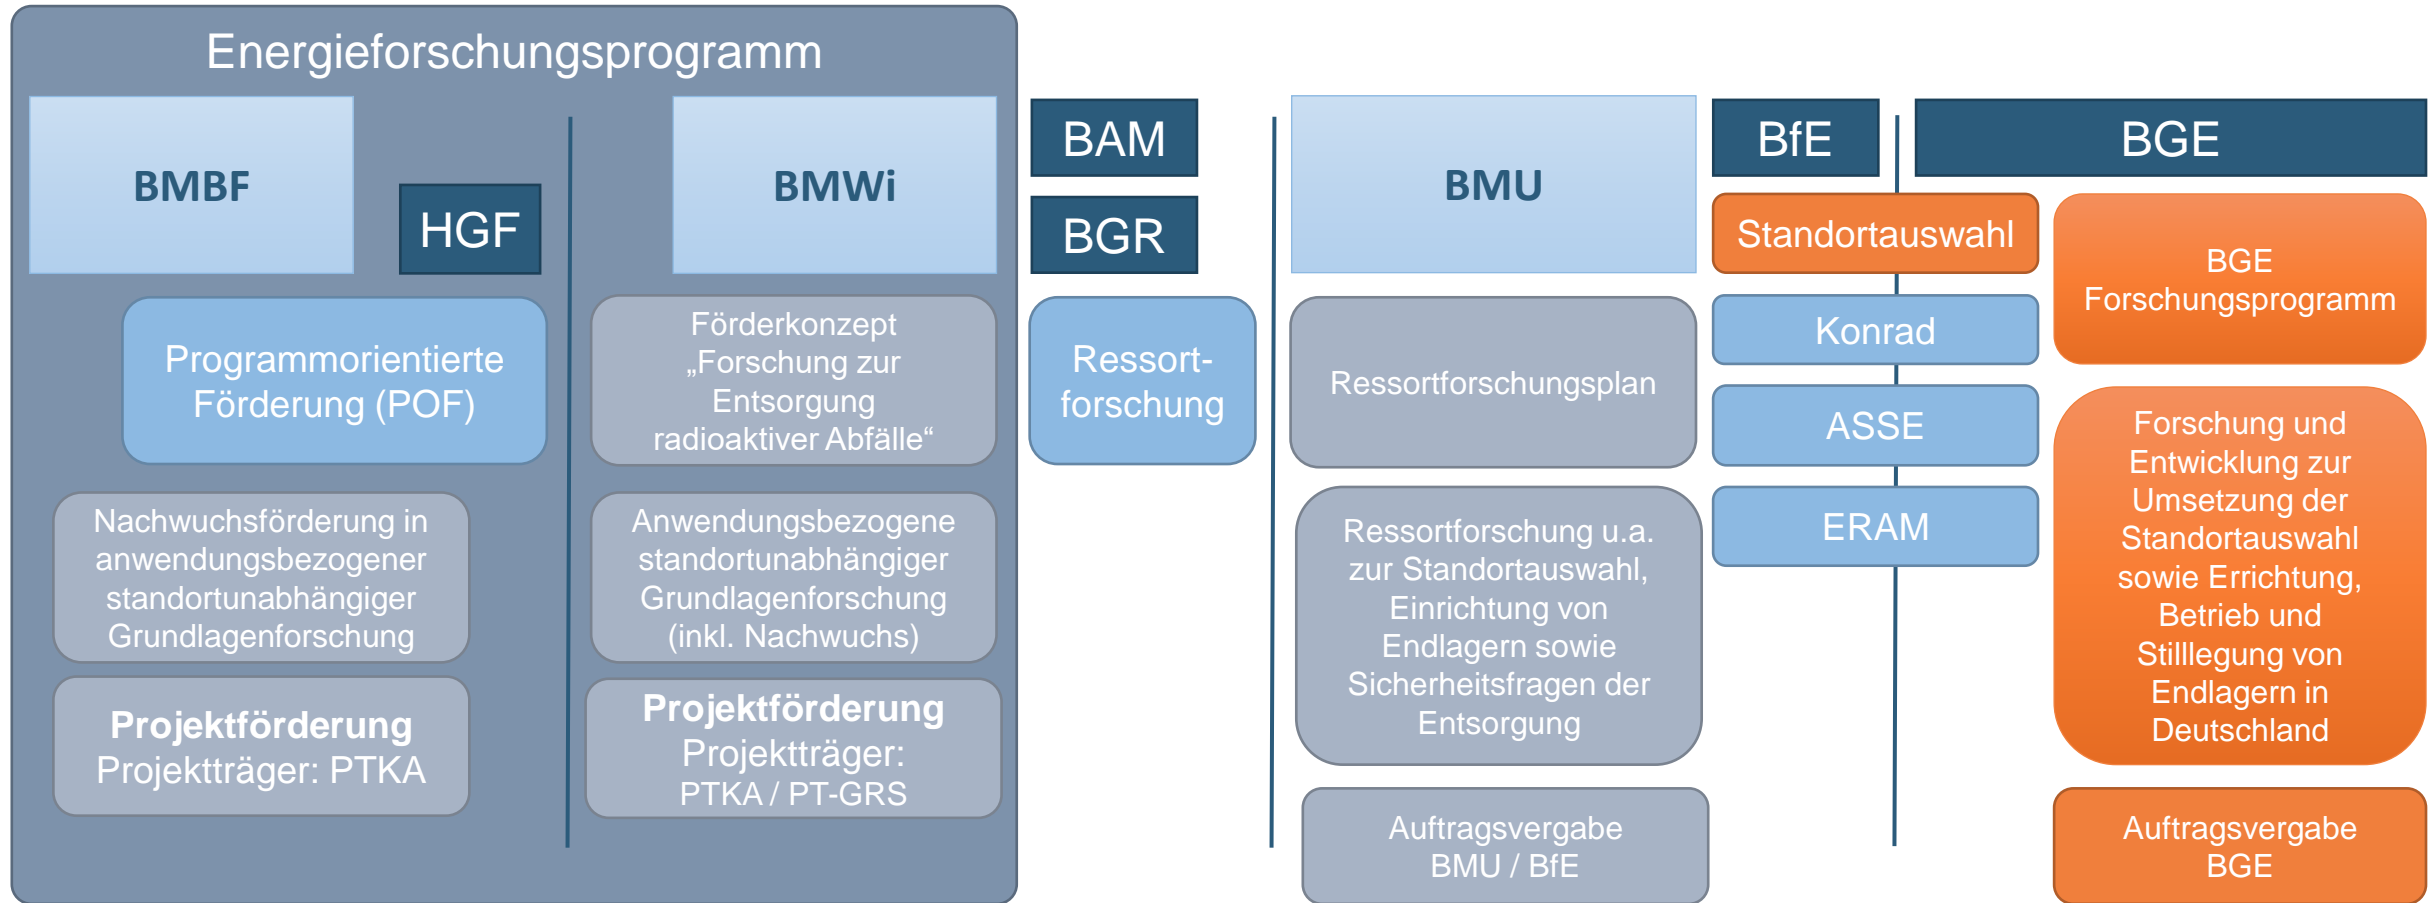 Energieforschungsprogramm
BMBF
HGF
Programmorientierte
Förderung (POF)
Nachwuchsförderung in
anwendungsbezogener
standortunabhängiger
Grundlagenforschung
Projektförderung
Projektträger: PTKA
BMWi
Förderkonzept
„Forschung zur
Entsorgung
radioaktiver Abfälle“
Anwendungsbezogene
standortunabhängiger
Grundlagenforschung
(inkl. Nachwuchs)
Projektförderung
Projektträger:
PTKA / PT-GRS
BAM
BGR
Ressort-
forschung
BMU
Ressortforschungsplan
Ressortforschung u.a.
zur Standortauswahl,
Einrichtung von
Endlagern sowie
Sicherheitsfragen der
Entsorgung
Auftragsvergabe
BMU / BfE
BfE
BGE
Standortauswahl
Konrad
ASSE
ERAM
BGE
Forschungsprogramm
Forschung und
Entwicklung zur
Umsetzung der
Standortauswahl
sowie Errichtung,
Betrieb und
Stilllegung von
Endlagern in
Deutschland
Auftragsvergabe
BGE